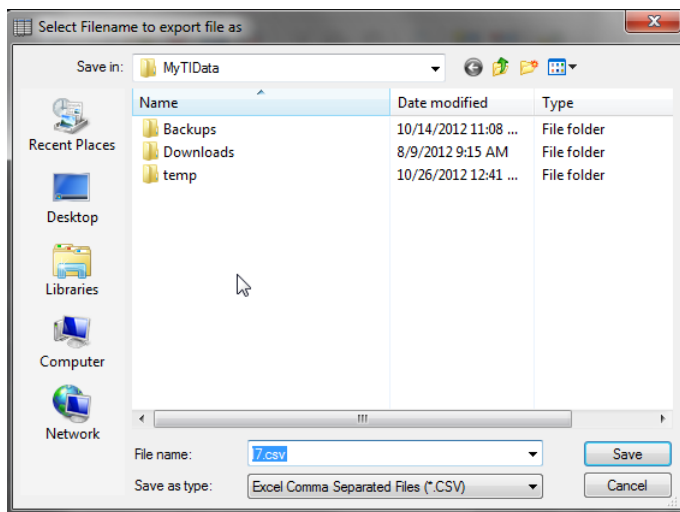 Select Filename to export file as
Save in: MyTIData
Name Date modified Type
Backups 10/14/2012 11:08 ... File folder
Downloads 8/9/2012 9:15 AM File folder
temp 10/26/2012 12:41 ... File folder
Recent Places
Desktop
Libraries
Computer
Network
File name: I7.csv Save
Save as type: Excel Comma Separated Files (*.CSV) Cancel